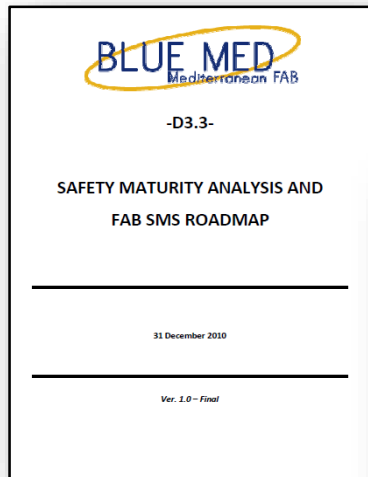 BLUE MED
Mediterranean FAB
-D3.3-
SAFETY MATURITY ANALYSIS AND
FAB SMS ROADMAP
31 December 2010
Ver. 1.0 – Final